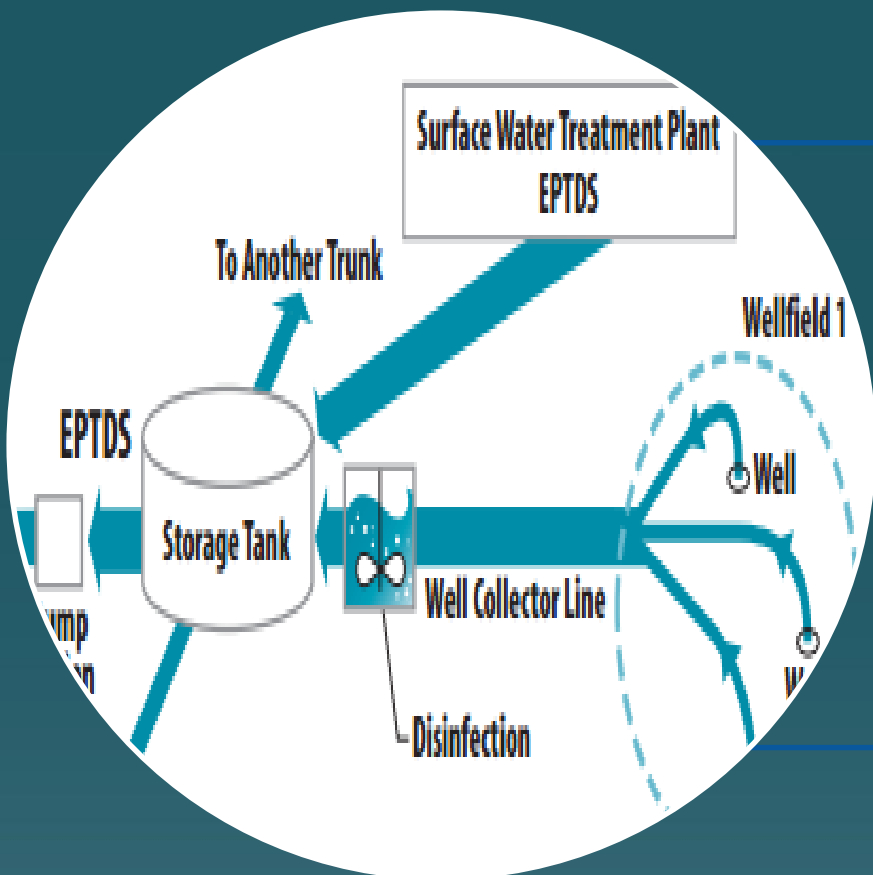 Surface Water Treatment Plant
EPTDS
To Another Trunk
Wellfield 1
EPTDS
Well
Storage Tank
Well Collector Line
Disinfection